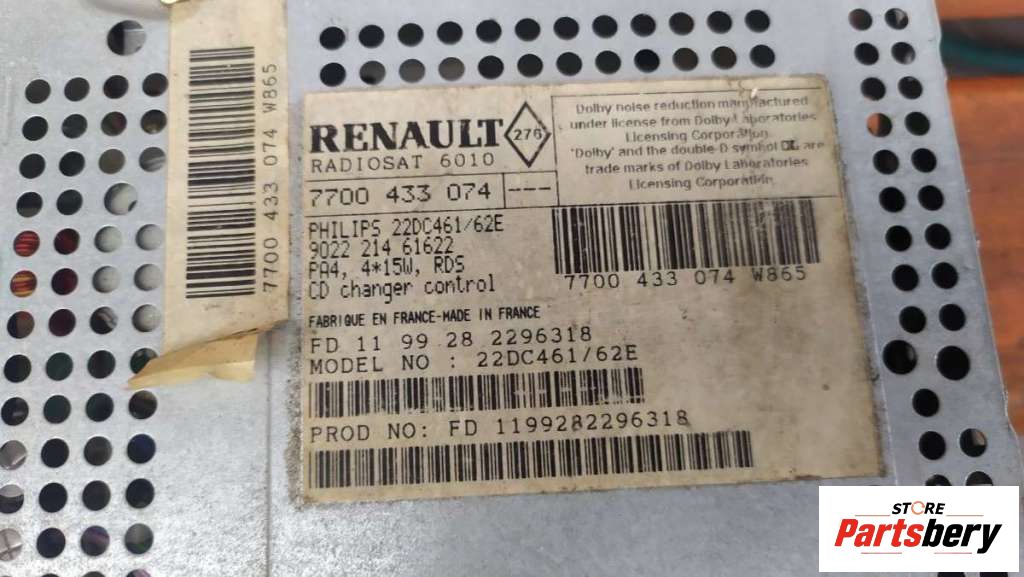 7700 433 074 W865
RENAULT
276
RADIOSAT 6010
7700 433 074 ---
Dolby noise reduction manufactured
under license from Dolby Laboratories
Licensing Corporation.
'Dolby' and the double-D symbol are
trade marks of Dolby Laboratories
Licensing Corporation.
PHILIPS 22DC461/62E
9022 214 61622
PA4, 4*15W, RDS
CD changer control
7700 433 074 W865
FABRIQUE EN FRANCE-MADE IN FRANCE
FD 11 99 28 2296318
MODEL NO : 22DC461/62E
PROD NO: FD 1199282296318
STORE
Partsbery